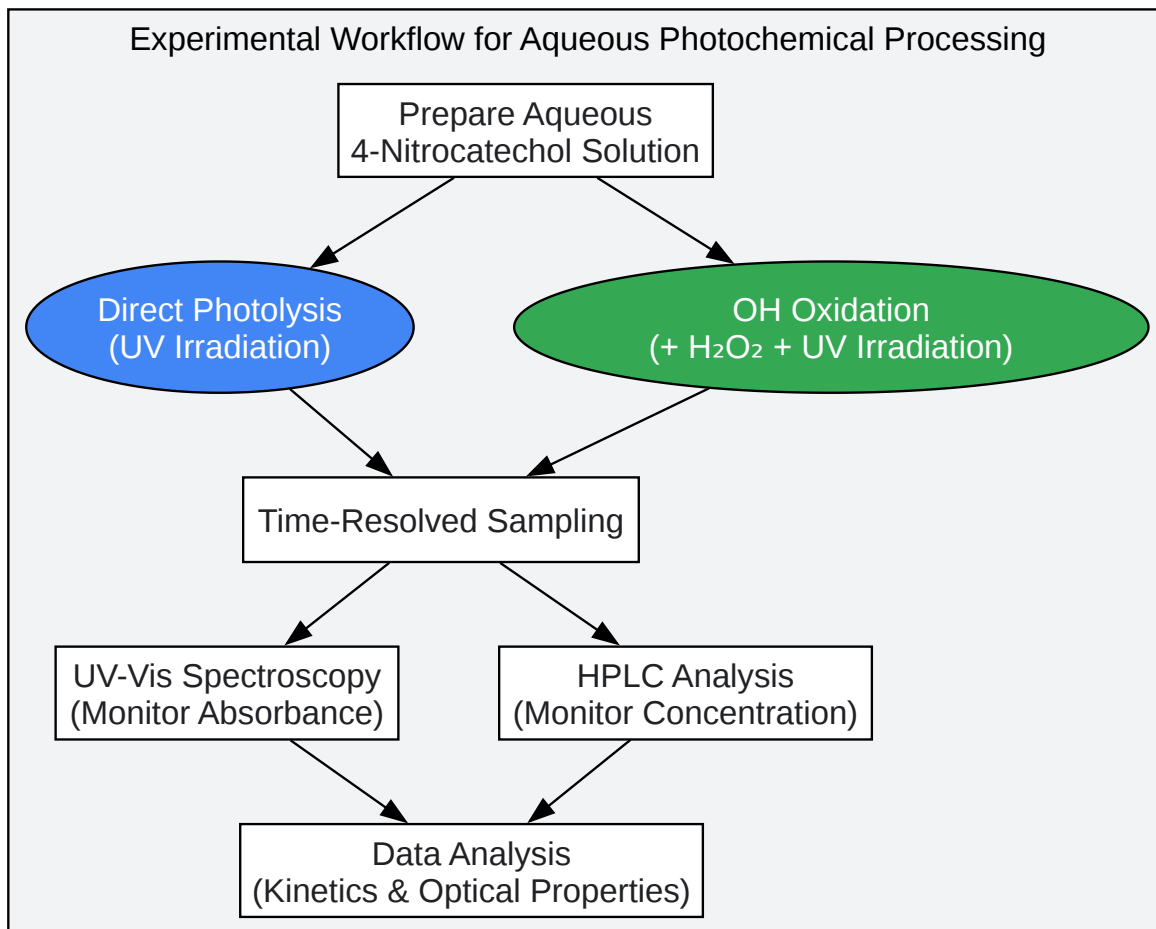 Experimental Workflow for Aqueous Photochemical Processing
Prepare Aqueous
4-Nitrocatechol Solution
Direct Photolysis
(UV Irradiation)
OH Oxidation
(+ H₂O₂ + UV Irradiation)
Time-Resolved Sampling
UV-Vis Spectroscopy
(Monitor Absorbance)
HPLC Analysis
(Monitor Concentration)
Data Analysis
(Kinetics & Optical Properties)